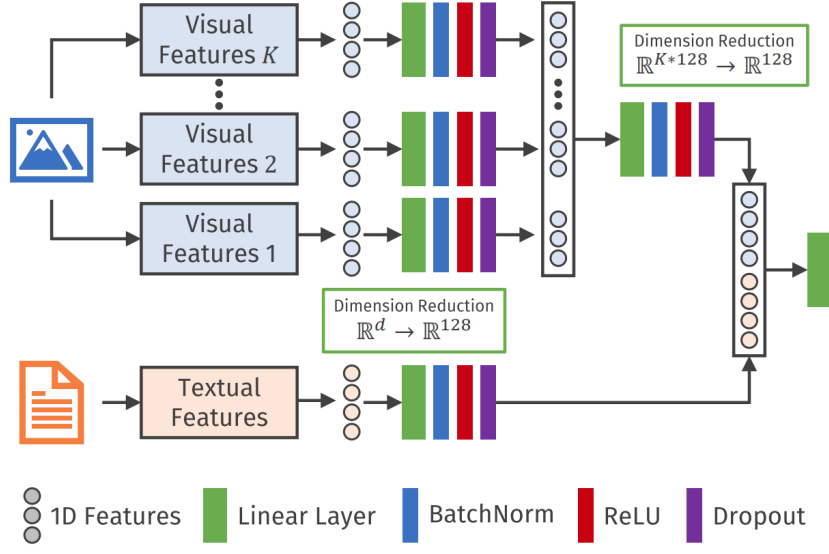 Visual
Features K
Dimension Reduction
ℝ^{K*128} → ℝ^{128}
Visual
Features 2
Visual
Features 1
Dimension Reduction
ℝ^d → ℝ^{128}
Textual
Features
1D Features
Linear Layer
BatchNorm
ReLU
Dropout